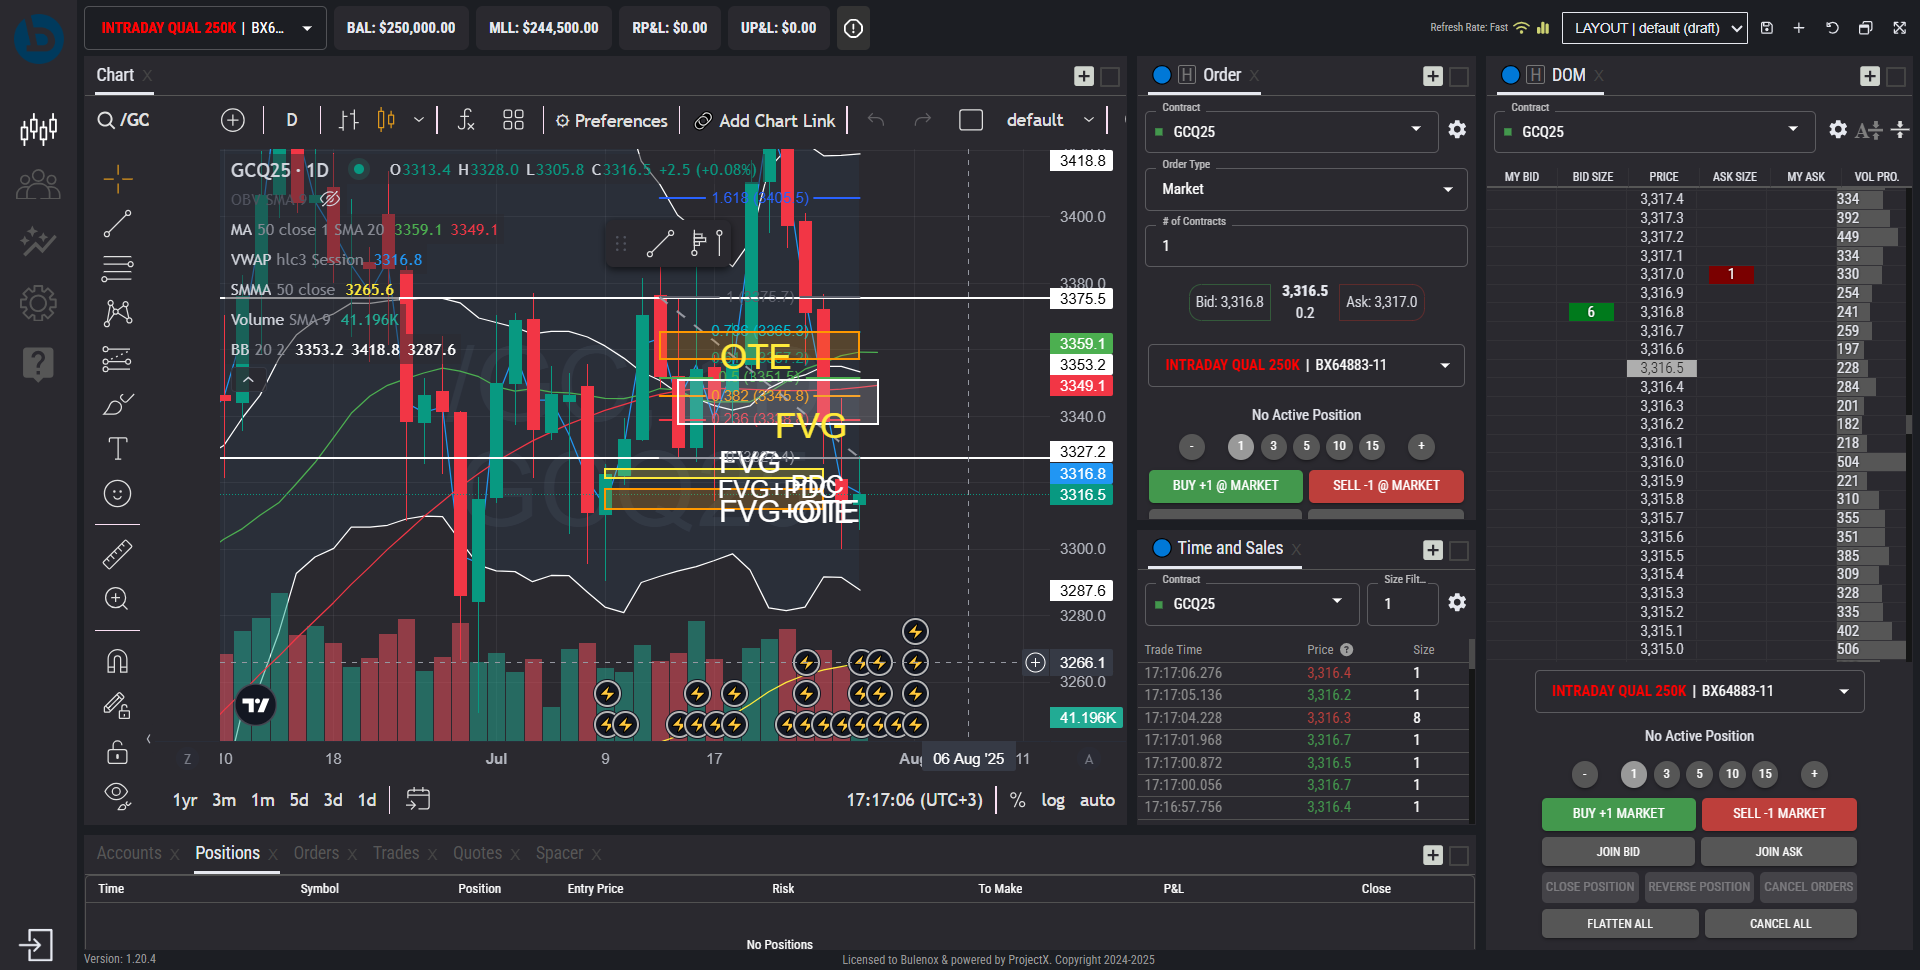 INTRADAY QUAL 250K | BX6...
BAL: $250,000.00
MLL: $244,500.00
RP&L: $0.00
UP&L: $0.00
Refresh Rate: Fast
LAYOUT | default (draft)
Chart X
/GC
D
Preferences
Add Chart Link
default
GCQ25 · 1D
O3313.4 H3328.0 L3305.8 C3316.5 +2.5 (+0.08%)
OBV SMA 9
MA 50 close 1 SMA 20 3359.1 3349.1
VWAP hlc3 Session 3316.8
SMMA 50 close 3265.6
Volume SMA 9 41.196K
BB 20 2 3353.2 3418.8 3287.6
1.618(3405.5)
1 (3375.7)
0.786 (3365.3)
OTE
0.5 (3351.5)
0.382 (3345.8)
FVG
FVG
FVG+PDC
FVG+OTE
3418.8
3400.0
3380.0
3375.5
3359.1
3353.2
3349.1
3340.0
3327.2
3316.8
3316.5
3300.0
3287.6
3280.0
3266.1
3260.0
41.196K
Z
10
18
Jul
9
17
Aug
06 Aug '25
11
A
1yr 3m 1m 5d 3d 1d
17:17:06 (UTC+3)
% log auto
H Order X
Contract
GCQ25
Order Type
Market
# of Contracts
1
Bid: 3,316.8
3,316.5
0.2
Ask: 3,317.0
INTRADAY QUAL 250K | BX64883-11
No Active Position
- 1 3 5 10 15 +
BUY +1 @ MARKET
SELL -1 @ MARKET
Time and Sales X
Contract
GCQ25
Size Filt...
1
Trade Time Price ? Size
17:17:06.276 3,316.4 1
17:17:05.136 3,316.2 1
17:17:04.228 3,316.3 8
17:17:01.968 3,316.7 1
17:17:00.872 3,316.5 1
17:17:00.056 3,316.7 1
17:16:57.756 3,316.4 1
H DOM X
Contract
GCQ25
MY BID BID SIZE PRICE ASK SIZE MY ASK VOL PRO.
3,317.4 334
3,317.3 392
3,317.2 449
3,317.1 334
3,317.0 1 330
3,316.9 254
6 3,316.8 241
3,316.7 259
3,316.6 197
3,316.5 228
3,316.4 284
3,316.3 201
3,316.2 182
3,316.1 218
3,316.0 504
3,315.9 221
3,315.8 310
3,315.7 355
3,315.6 351
3,315.5 385
3,315.4 309
3,315.3 328
3,315.2 335
3,315.1 402
3,315.0 506
INTRADAY QUAL 250K | BX64883-11
No Active Position
- 1 3 5 10 15 +
BUY +1 MARKET
SELL -1 MARKET
JOIN BID
JOIN ASK
CLOSE POSITION
REVERSE POSITION
CANCEL ORDERS
FLATTEN ALL
CANCEL ALL
Accounts X Positions X Orders X Trades X Quotes X Spacer X
Time Symbol Position Entry Price Risk To Make P&L Close
No Positions
Version: 1.20.4
Licensed to Bulenox & powered by ProjectX. Copyright 2024-2025